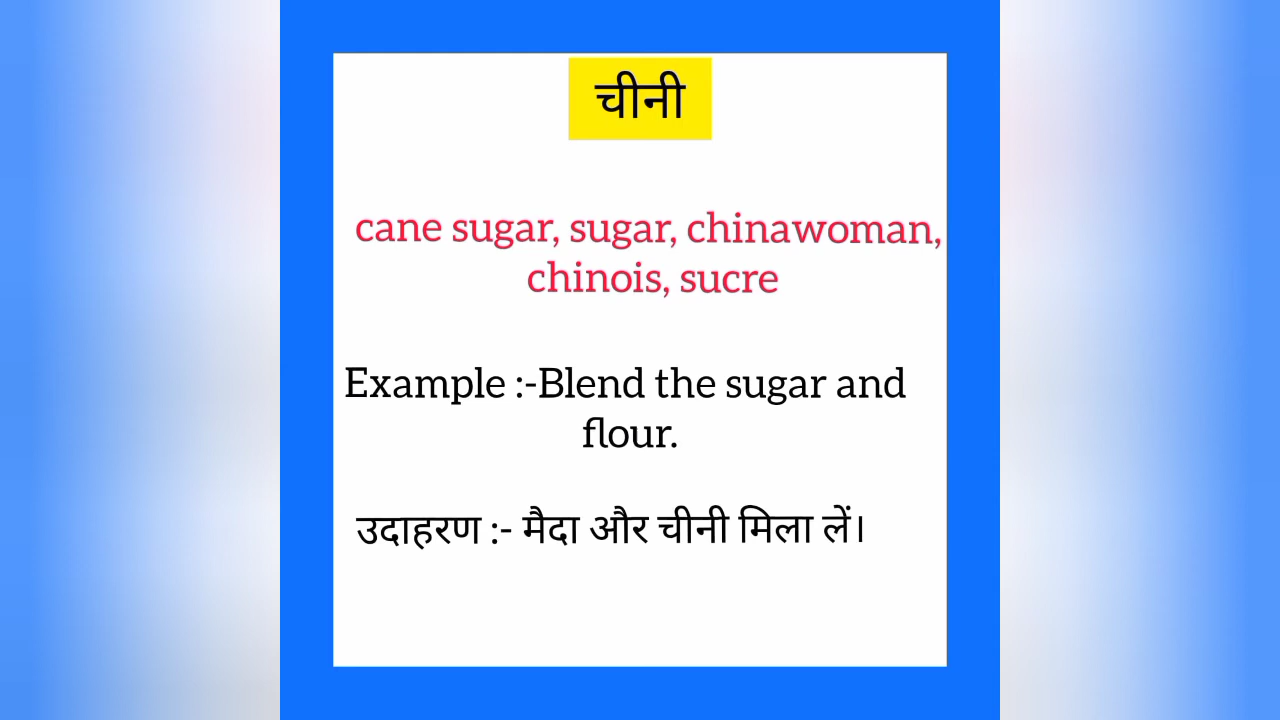 चीनी
cane sugar, sugar, chinawoman,
chinois, sucre
Example :-Blend the sugar and
flour.
उदाहरण :- मैदा और चीनी मिला लें।